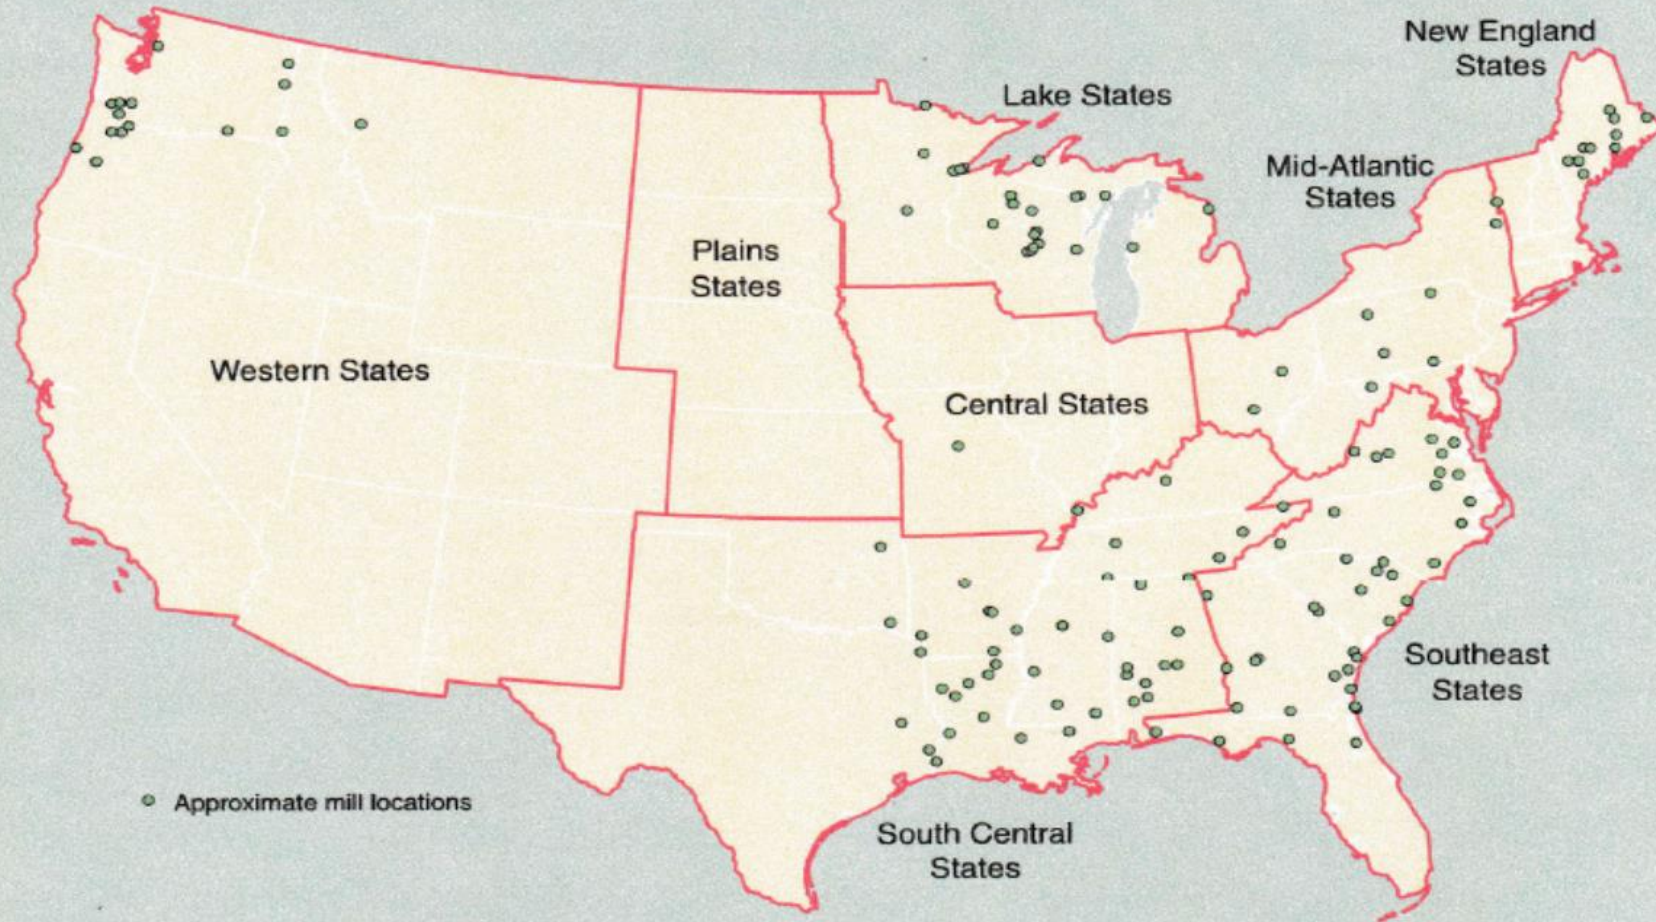 New England
States
Lake States
Mid-Atlantic
States
Plains
States
Western States
Central States
Southeast
States
Approximate mill locations
South Central
States